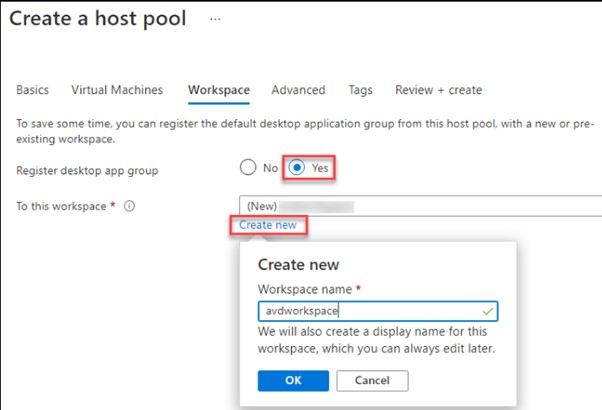 Create a host pool ...
Basics Virtual Machines Workspace Advanced Tags Review + create
To save some time, you can register the default desktop application group from this host pool, with a new or pre-
existing workspace.
Register desktop app group No Yes
To this workspace * (New)
Create new
Create new
Workspace name *
avdworkspace
We will also create a display name for this
workspace, which you can always edit later.
OK Cancel